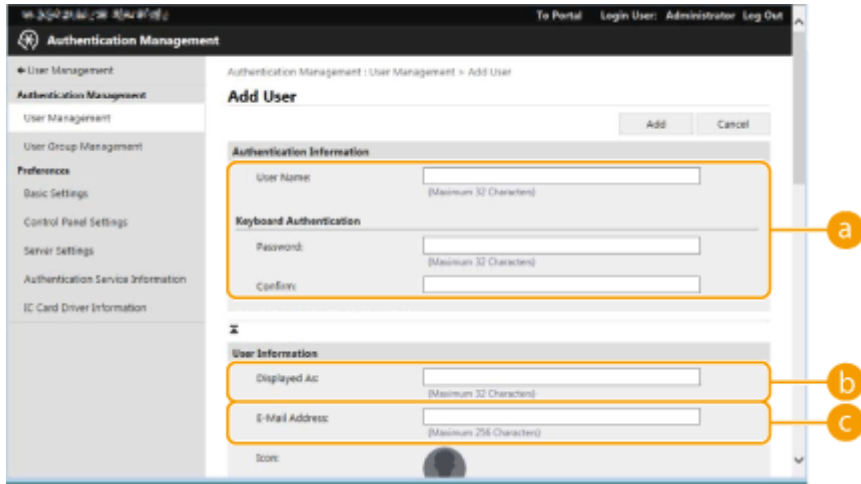 To Portal Login User: Administrator Log Out
Authentication Management
User Management
Authentication Management : User Management > Add User
Authentication Management
User Management
User Group Management
Preferences
Basic Settings
Control Panel Settings
Server Settings
Authentication Service Information
IC Card Driver Information
Add User
Add Cancel
Authentication Information
User Name:
(Maximum 32 Characters)
Keyboard Authentication
Password:
(Maximum 32 Characters)
Confirm:
a
User Information
Displayed As:
(Maximum 32 Characters)
b
E-Mail Address:
(Maximum 256 Characters)
c
Icon: